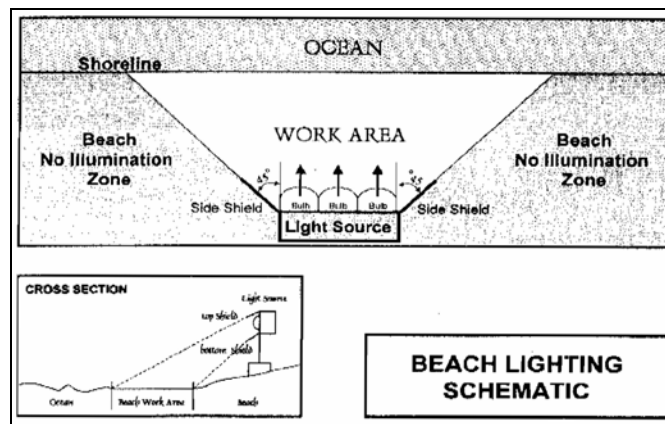 OCEAN
Shoreline
Beach
No Illumination
Zone
WORK AREA
Beach
No Illumination
Zone
45°
45°
Side Shield
Bulb
Bulb
Bulb
Side Shield
Light Source
CROSS SECTION
Light Source
top Shield
bottom Shield
Ocean
Beach Work Area
Beach
BEACH LIGHTING
SCHEMATIC